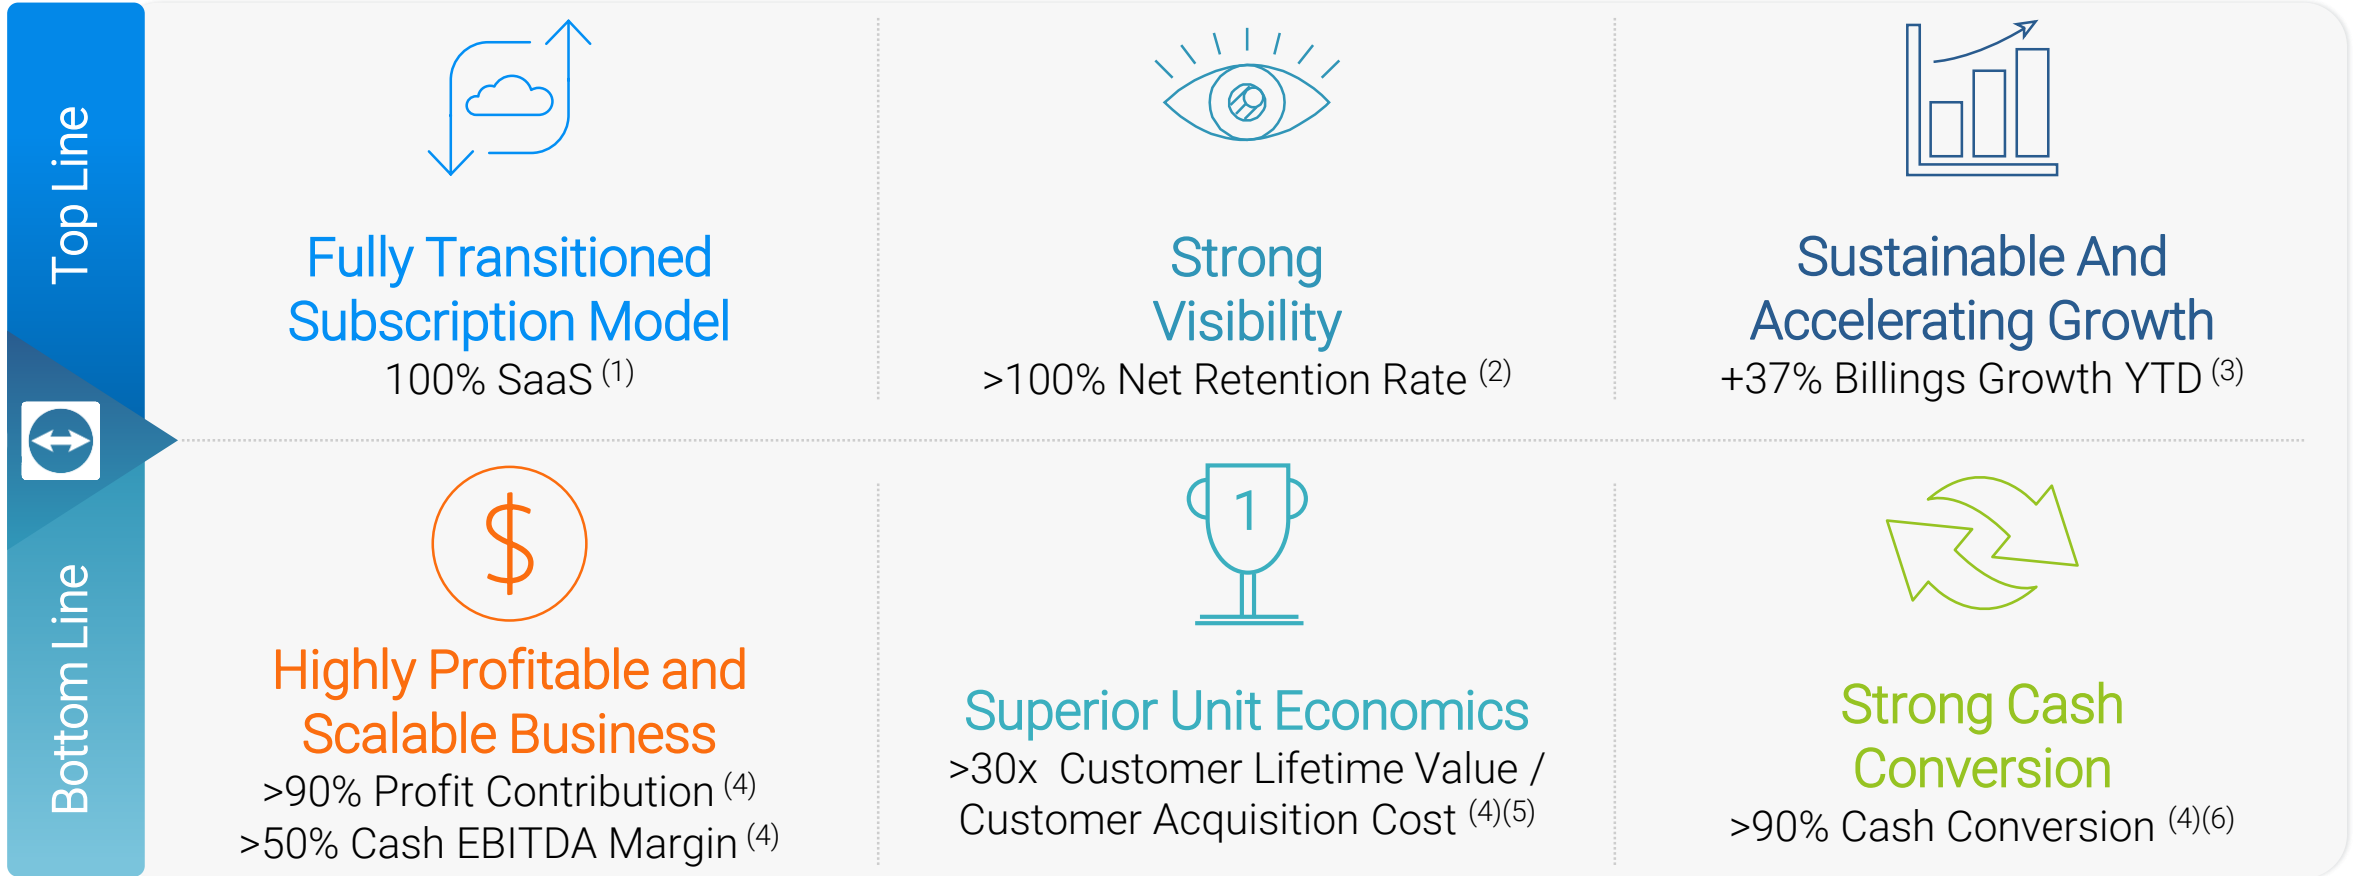 Top Line
Fully Transitioned
Subscription Model
100% SaaS (1)
Strong
Visibility
>100% Net Retention Rate (2)
Sustainable And
Accelerating Growth
+37% Billings Growth YTD (3)
Bottom Line
$
Highly Profitable and
Scalable Business
>90% Profit Contribution (4)
>50% Cash EBITDA Margin (4)
1
Superior Unit Economics
>30x Customer Lifetime Value /
Customer Acquisition Cost (4)(5)
Strong Cash
Conversion
>90% Cash Conversion (4)(6)